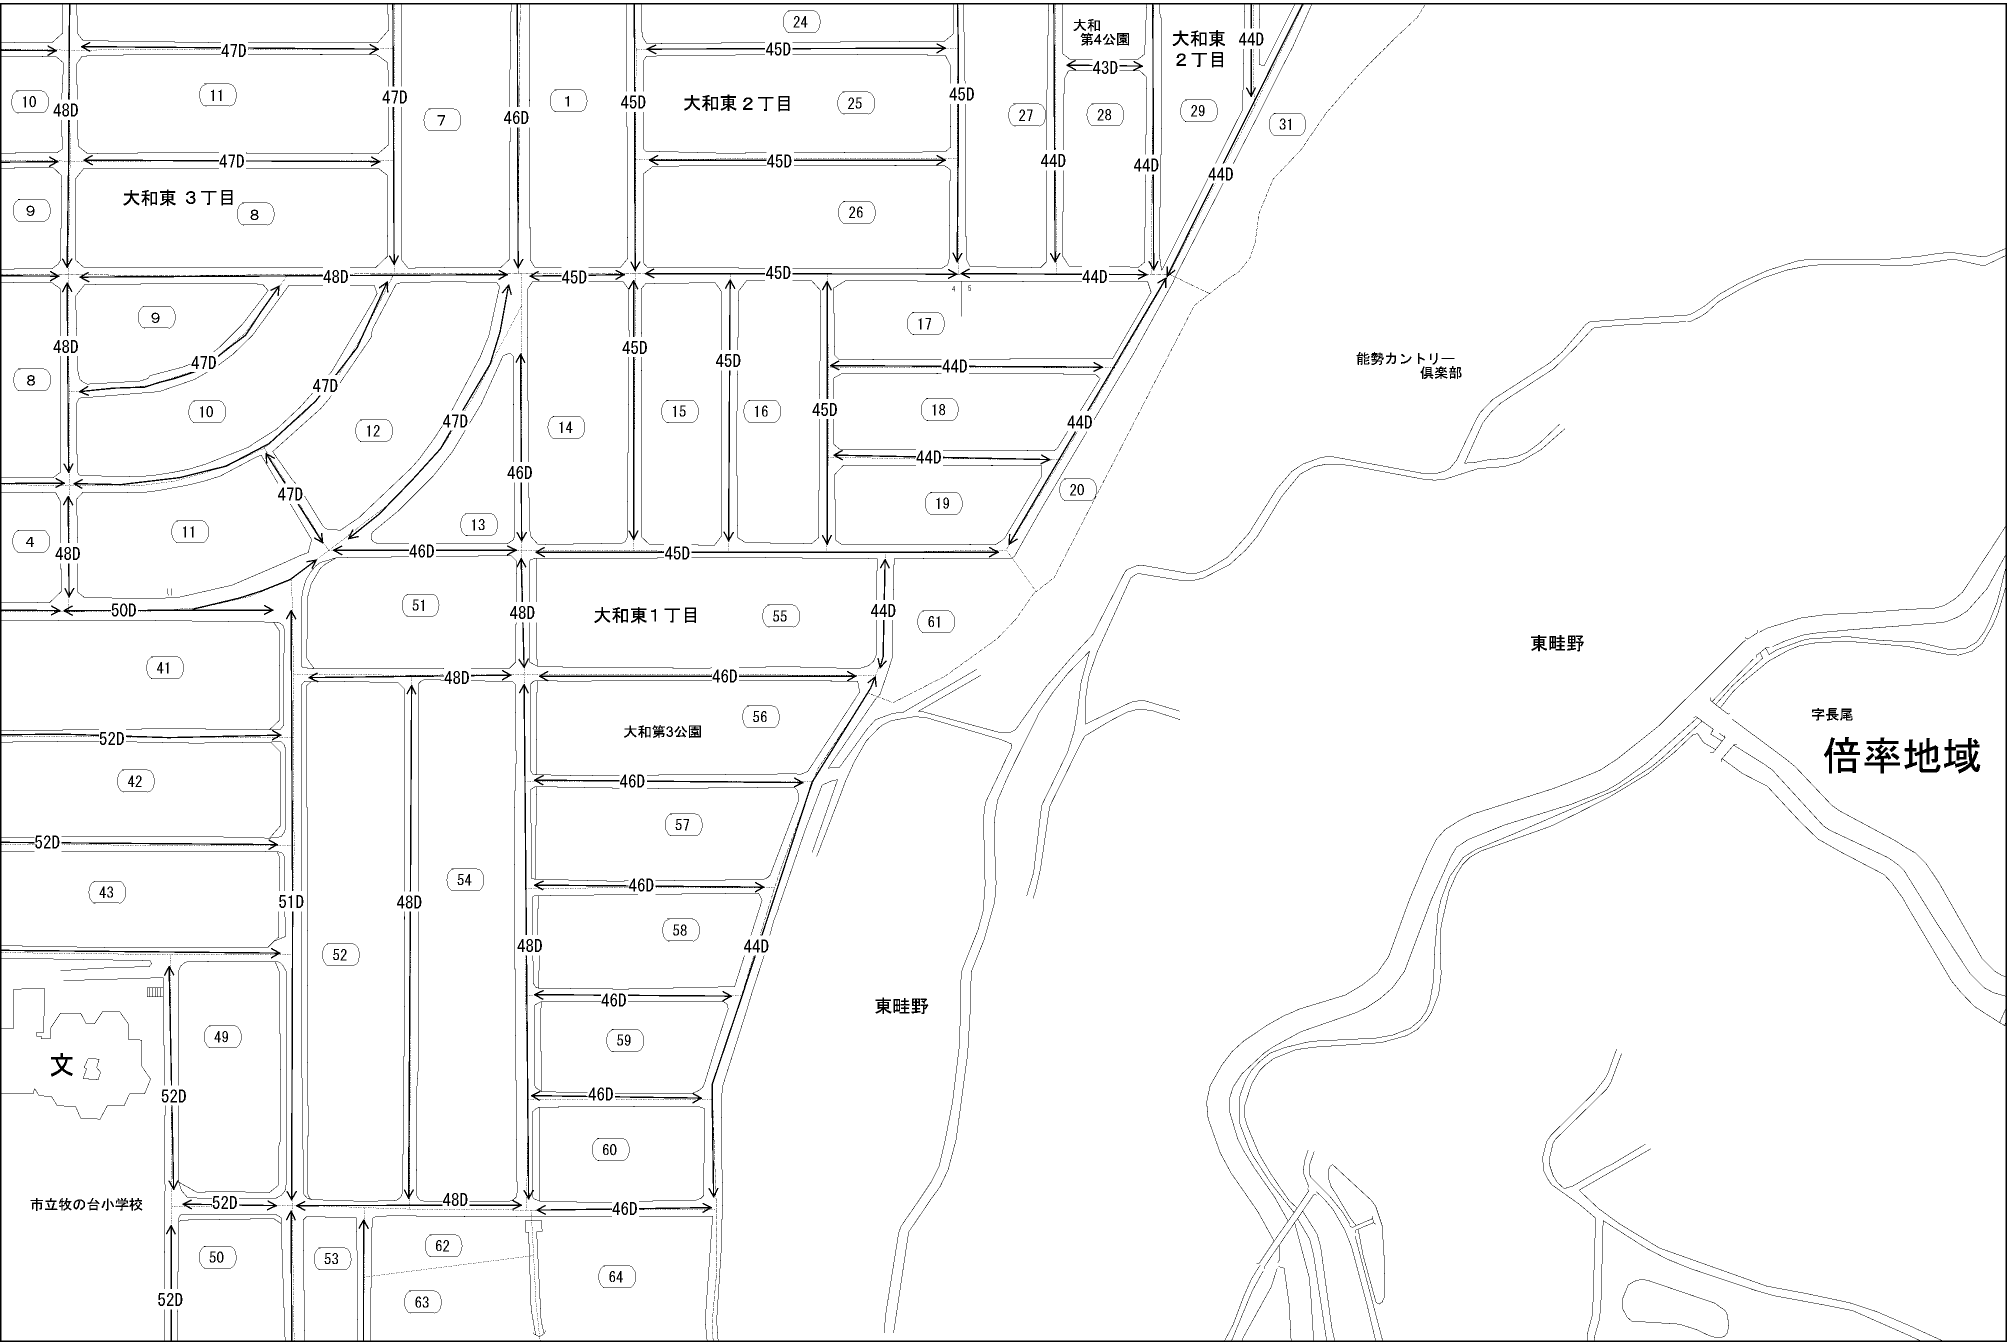 24
大和
第4公園
大和東
２丁目
44D
47D
45D
43D
10
11
48D
47D
7
46D
1
45D
大和東２丁目
25
45D
27
28
29
31
47D
45D
44D
44D
44D
9
大和東 ３丁目
8
26
48D
45D
45D
44D
4 5
9
48D
47D
8
10
47D
12
47D
14
45D
15
45D
16
45D
17
44D
18
44D
44D
19
20
能勢カントリー
倶楽部
46D
47D
13
11
4
48D
46D
45D
50D
51
48D
大和東１丁目
55
44D
61
41
48D
46D
東畦野
字長尾
倍率地域
52D
大和第3公園
56
42
46D
52D
57
43
51D
48D
54
46D
58
52
48D
44D
46D
49
59
東畦野
文
52D
46D
60
市立牧の台小学校
52D
48D
46D
50
53
62
64
52D
63